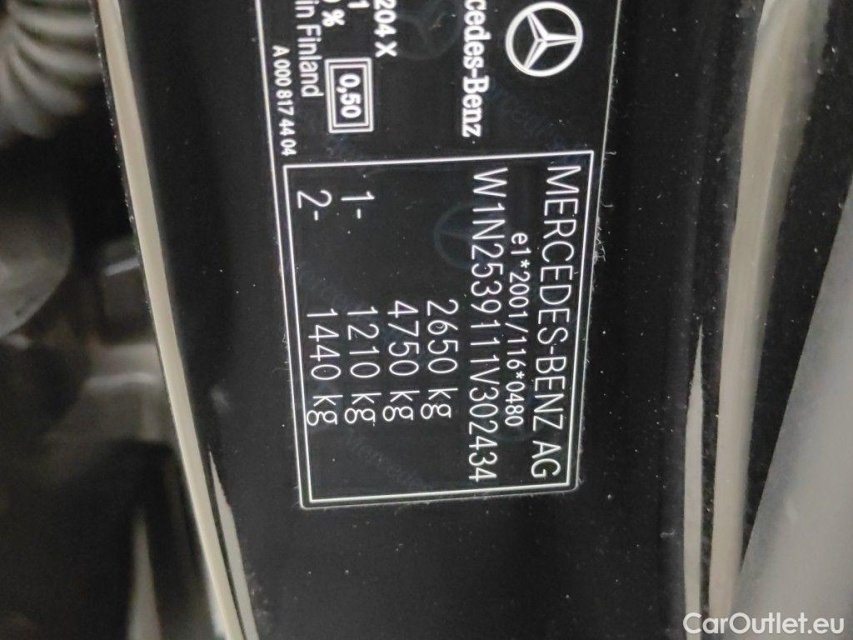 cedes-Benz
204 X
1
%
in Finland
0,50
A 000 817 44 04
MERCEDES-BENZ AG
e1*2001/116*0480
W1N2539111V302434
2650 kg
4750 kg
1- 1210 kg
2- 1440 kg
CarOutlet.eu